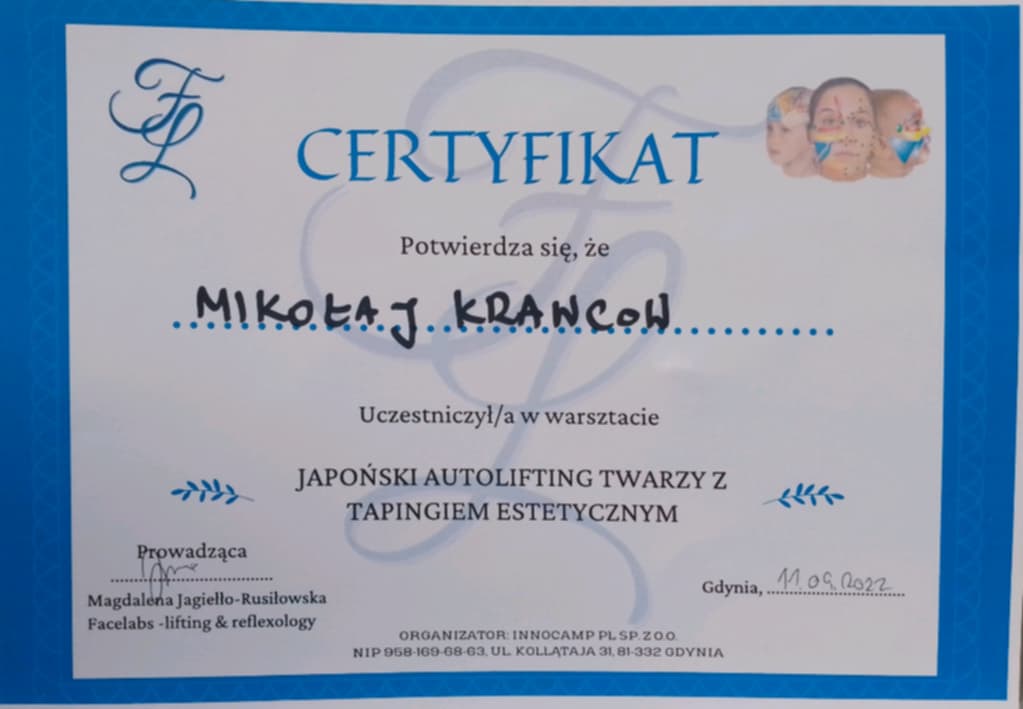 FL
CERTYFIKAT
Potwierdza się, że
MIKOŁAJ KRAWCOW
Uczestniczył/a w warsztacie
JAPOŃSKI AUTOLIFTING TWARZY Z
TAPINGIEM ESTETYCZNYM
Prowadząca
Magdalena Jagiełło-Rusiłowska
Facelabs -lifting & reflexology
Gdynia, 11.09.2022
ORGANIZATOR: INNOCAMP PL SP. Z O.O.
NIP 958-169-68-63, UL. KOLLĄTAJA 31, 81-332 GDYNIA